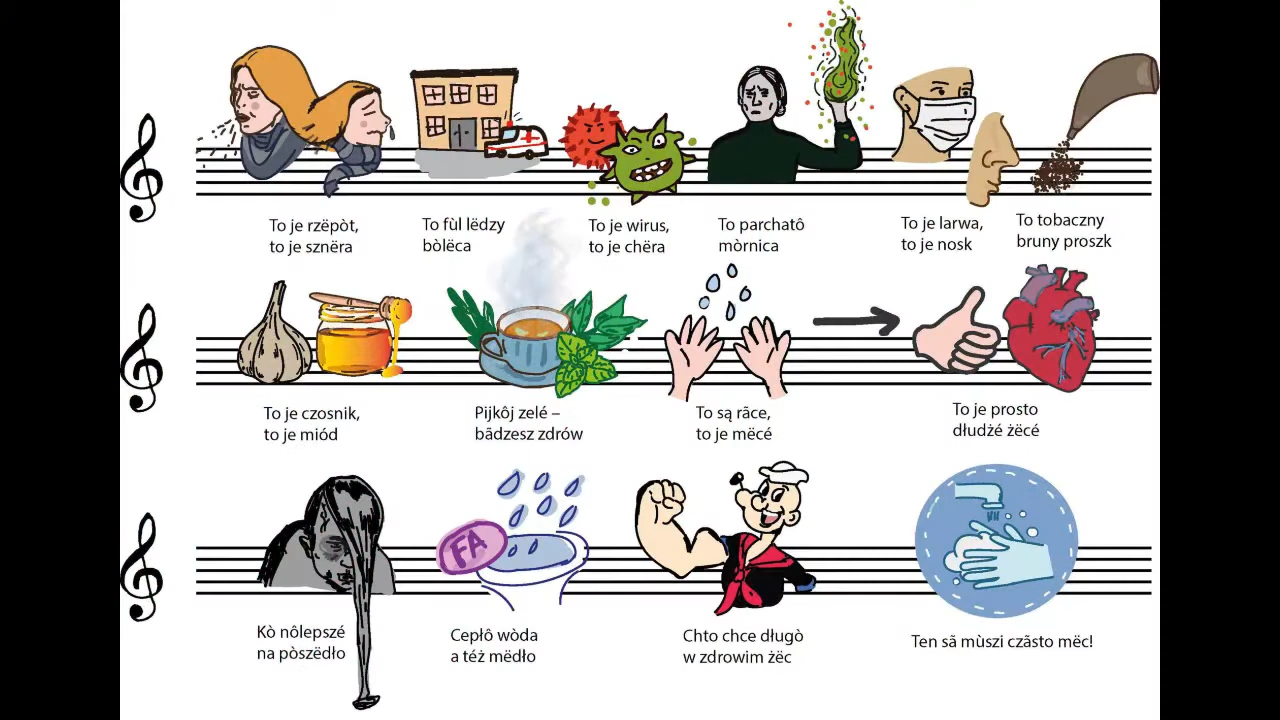 To je rzëpòt,
to je sznëra
To fùl lëdzy
bòlëca
To je wirus,
to je chëra
To parchatô
mòrnica
To je larwa,
to je nosk
To tobaczny
bruny proszk
To je czosnik,
to je miód
Pijkôj zelé –
bãdzesz zdrów
To są rãce,
to je mëcé
To je prosto
dłudżé żëcé
Kò nôlepszé
na pòszëdło
FA
Cepłô wòda
a téż mëdło
Chto chce długò
w zdrowim żëc
Ten sã mùszi czãsto mëc!